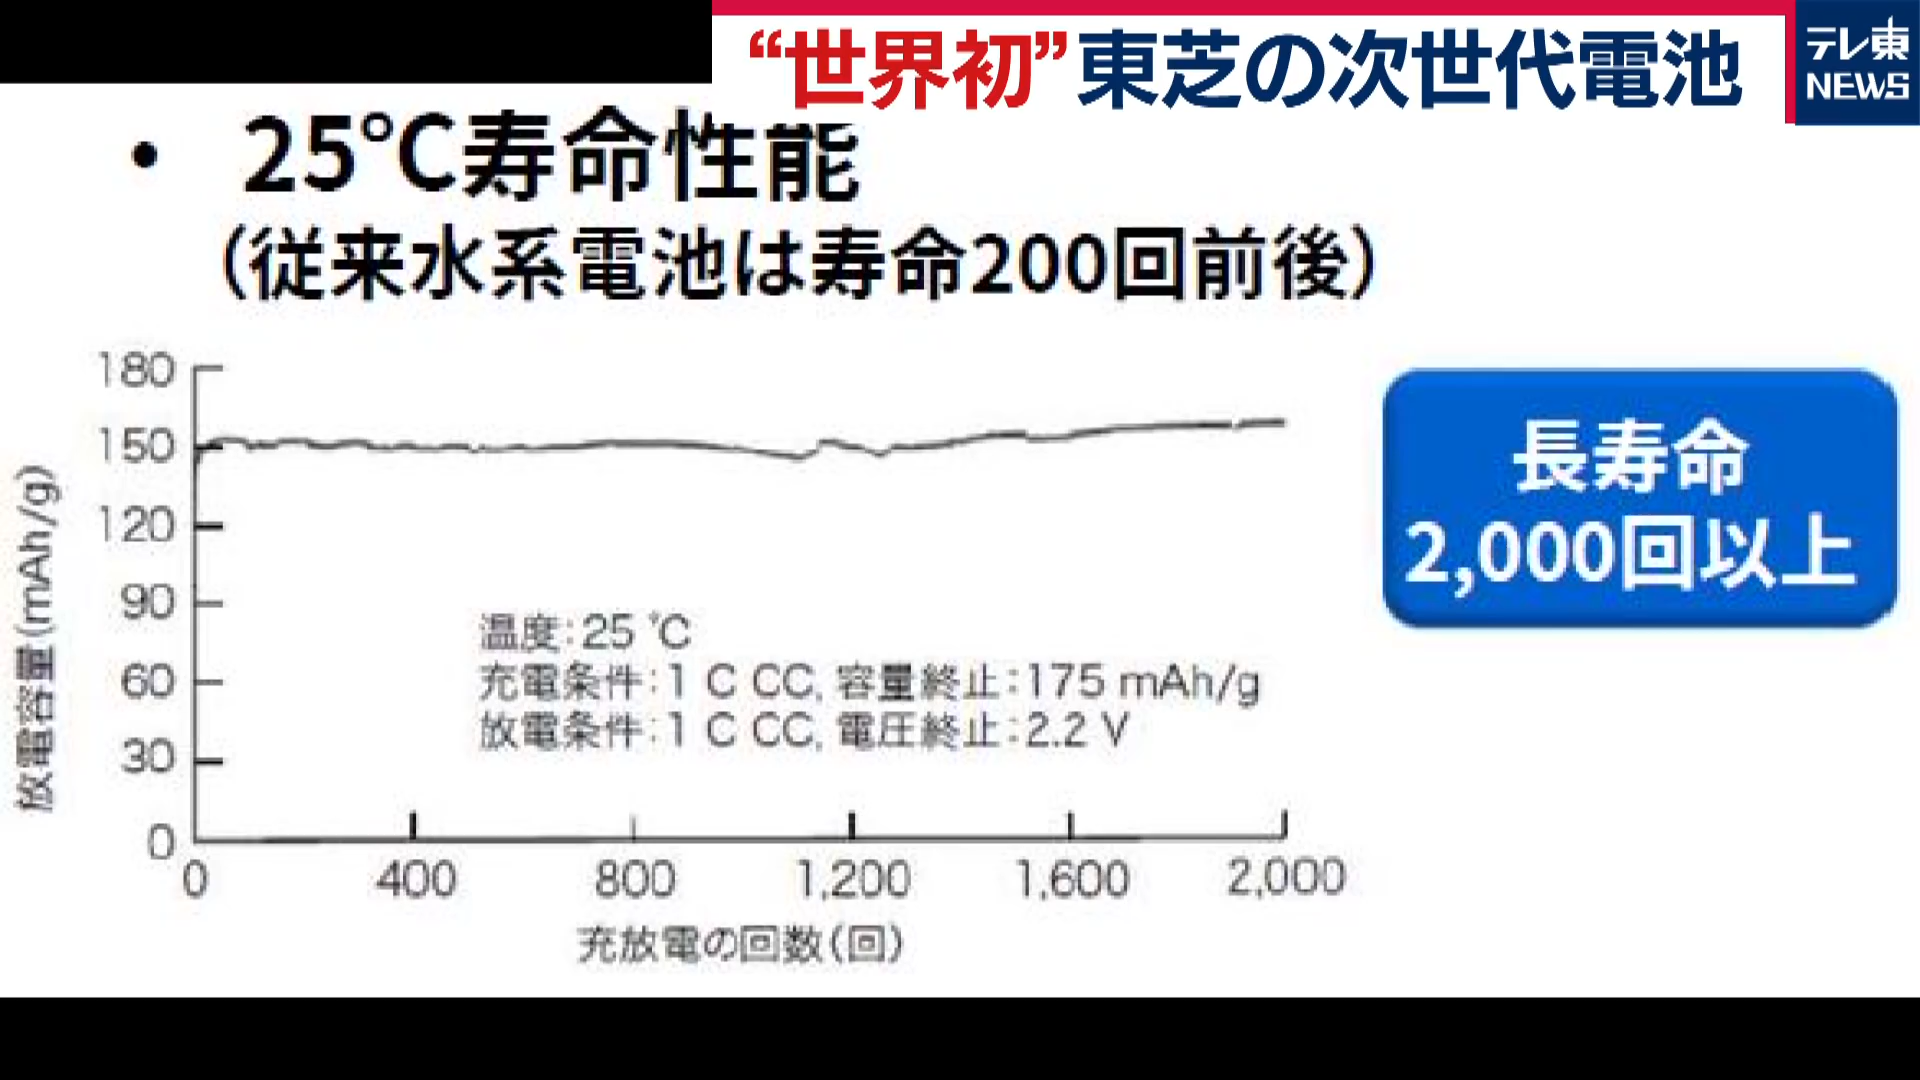 “世界初”東芝の次世代電池
テレ東
NEWS
• 25℃寿命性能
（従来水系電池は寿命200回前後）
180
150
120
90
60
30
0
放電容量(mAh/g)
温度:25 ℃
充電条件:1 C CC, 容量終止:175 mAh/g
放電条件:1 C CC, 電圧終止:2.2 V
0 400 800 1,200 1,600 2,000
充放電の回数(回)
長寿命
2,000回以上